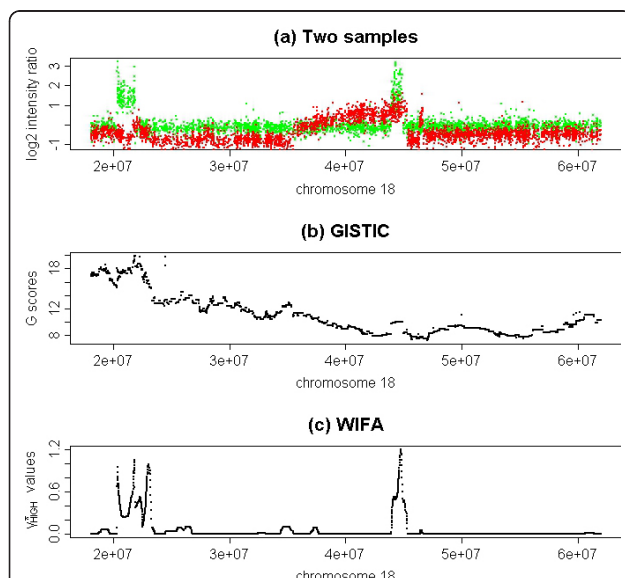 (a) Two samples
log2 intensity ratio
3
2
1
-1
2e+07 3e+07 4e+07 5e+07 6e+07
chromosome 18
(b) GISTIC
G scores
18
12
8
2e+07 3e+07 4e+07 5e+07 6e+07
chromosome 18
(c) WIFA
values
1.2
0.6
0.0
2e+07 3e+07 4e+07 5e+07 6e+07
chromosome 18